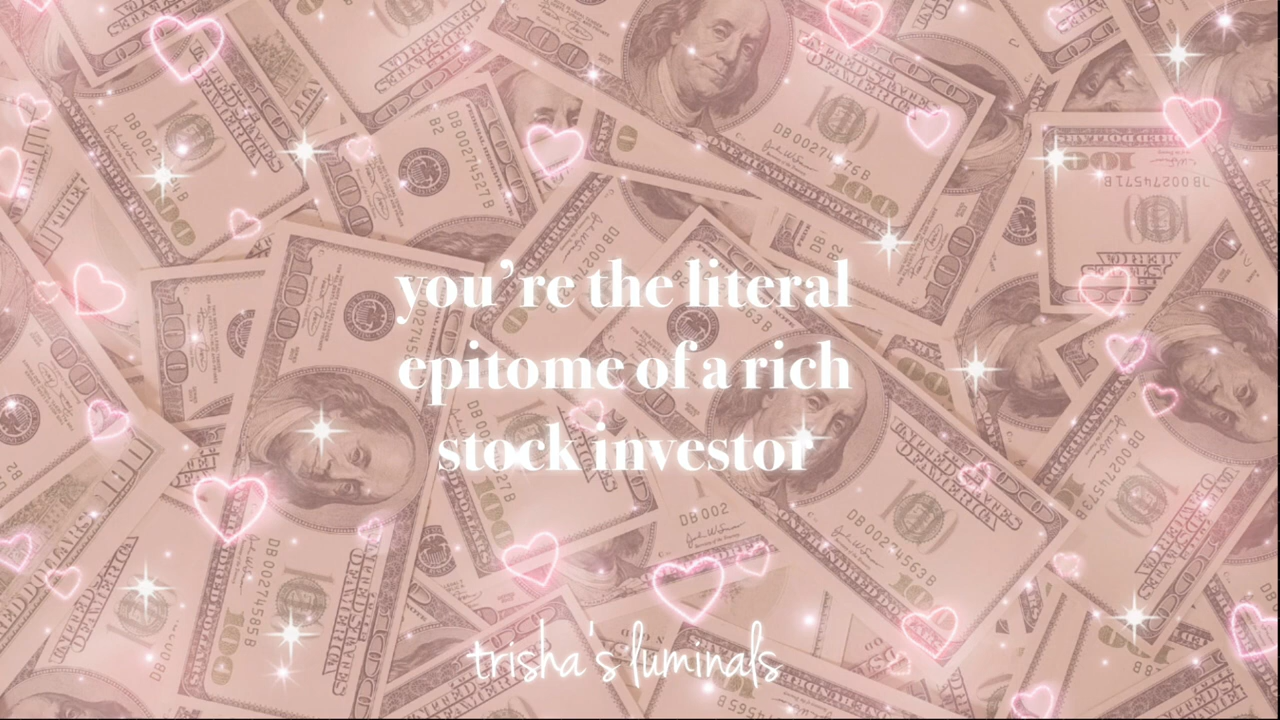 you're the literal
epitome of a rich
stock investor
trisha's luminals